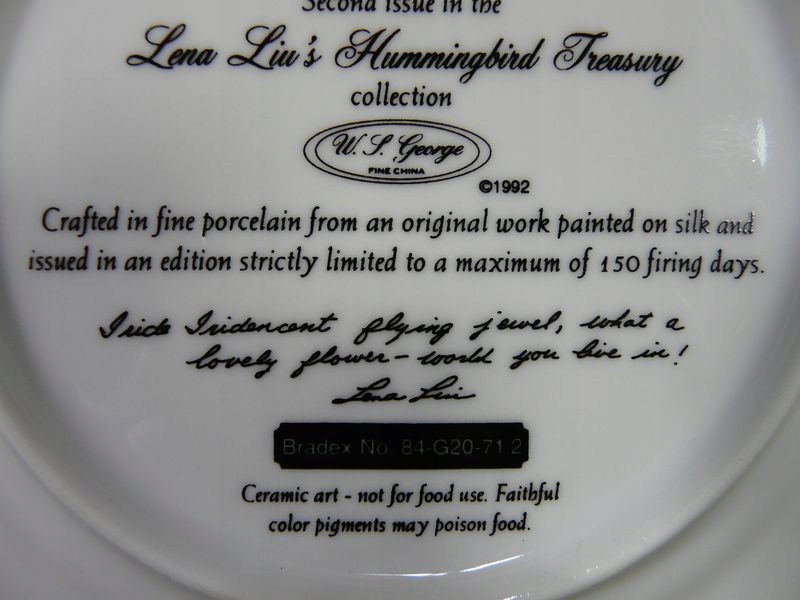 Second issue in the
Lena Liu's Hummingbird Treasury
collection
W. S. George
FINE CHINA
©1992
Crafted in fine porcelain from an original work painted on silk and
issued in an edition strictly limited to a maximum of 150 firing days.
Iride Iridencent flying jewel, what a
lovely flower-world you live in!
Lena Liu
Bradex No. 84-G20-71.2
Ceramic art - not for food use. Faithful
color pigments may poison food.